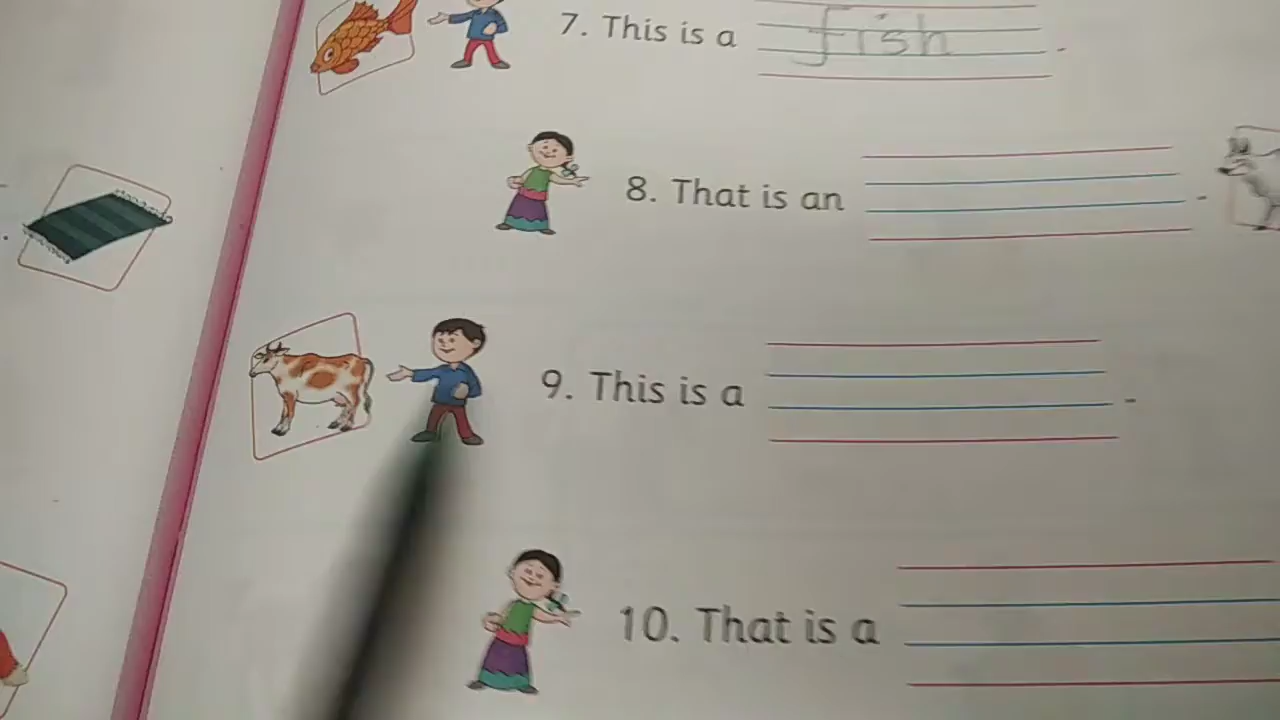 7. This is a fish.
8. That is an .
9. This is a .
10. That is a